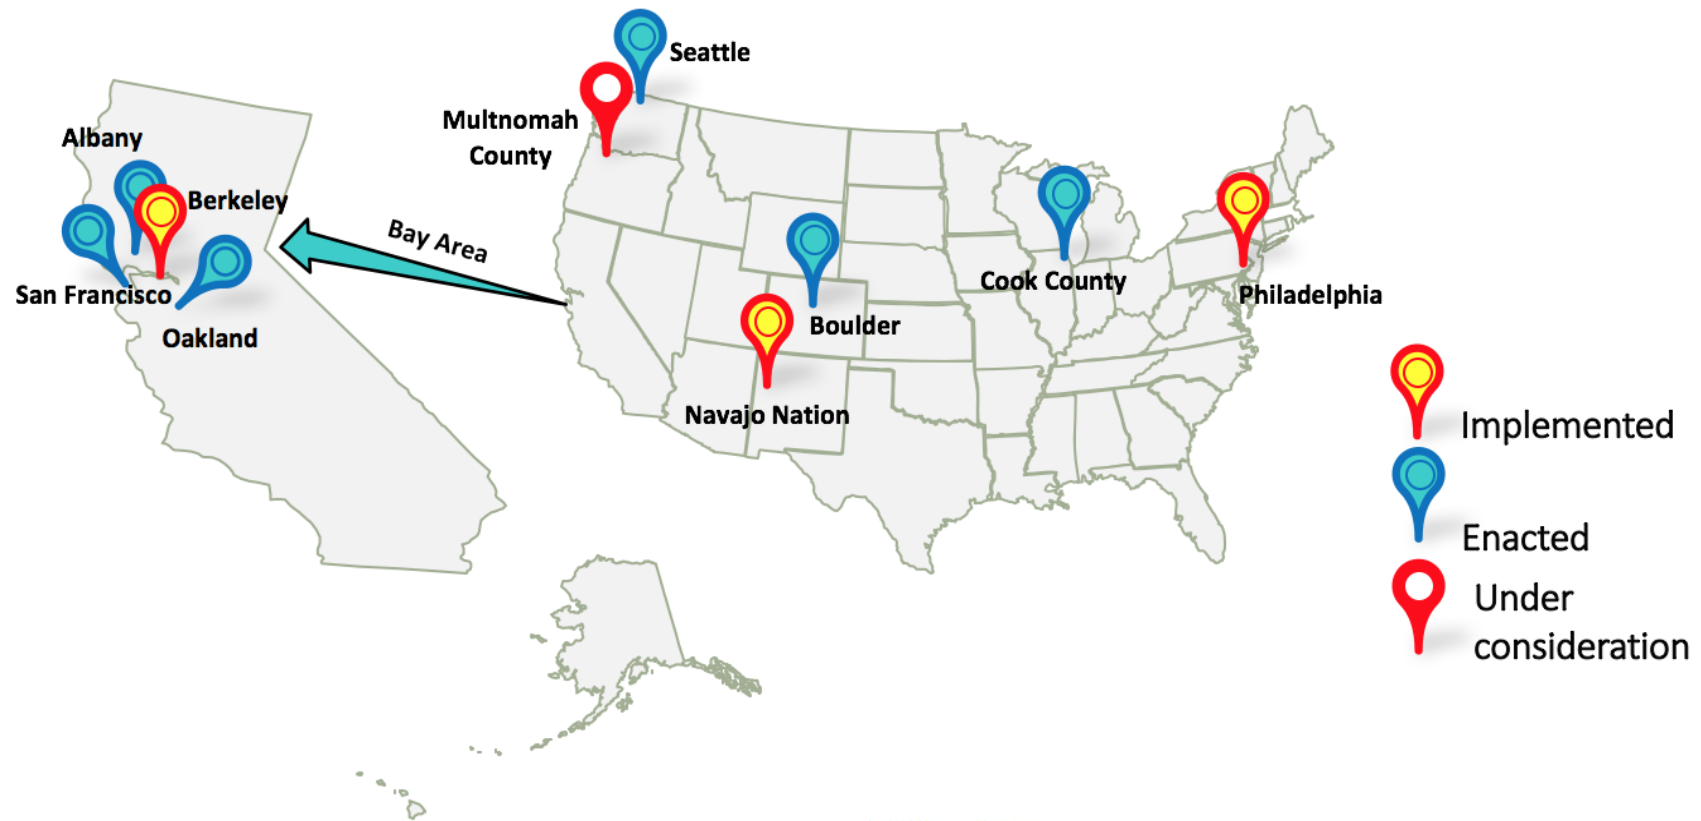 Seattle
Multnomah
County
Albany
Berkeley
Bay Area
San Francisco
Oakland
Cook County
Philadelphia
Boulder
Navajo Nation
Implemented
Enacted
Under
consideration